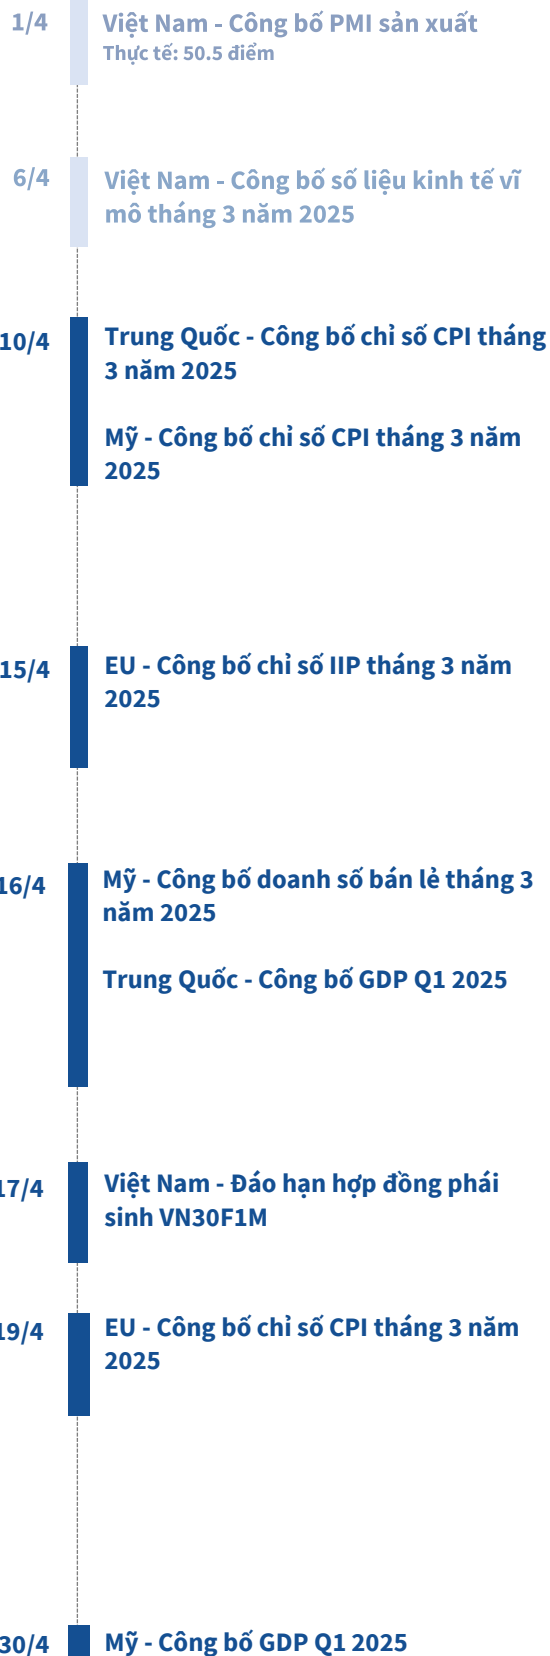 1/4
Việt Nam - Công bố PMI sản xuất
Thực tế: 50.5 điểm
6/4
Việt Nam - Công bố số liệu kinh tế vĩ
mô tháng 3 năm 2025
10/4
Trung Quốc - Công bố chỉ số CPI tháng
3 năm 2025
Mỹ - Công bố chỉ số CPI tháng 3 năm
2025
15/4
EU - Công bố chỉ số IIP tháng 3 năm
2025
16/4
Mỹ - Công bố doanh số bán lẻ tháng 3
năm 2025
Trung Quốc - Công bố GDP Q1 2025
17/4
Việt Nam - Đáo hạn hợp đồng phái
sinh VN30F1M
19/4
EU - Công bố chỉ số CPI tháng 3 năm
2025
30/4
Mỹ - Công bố GDP Q1 2025